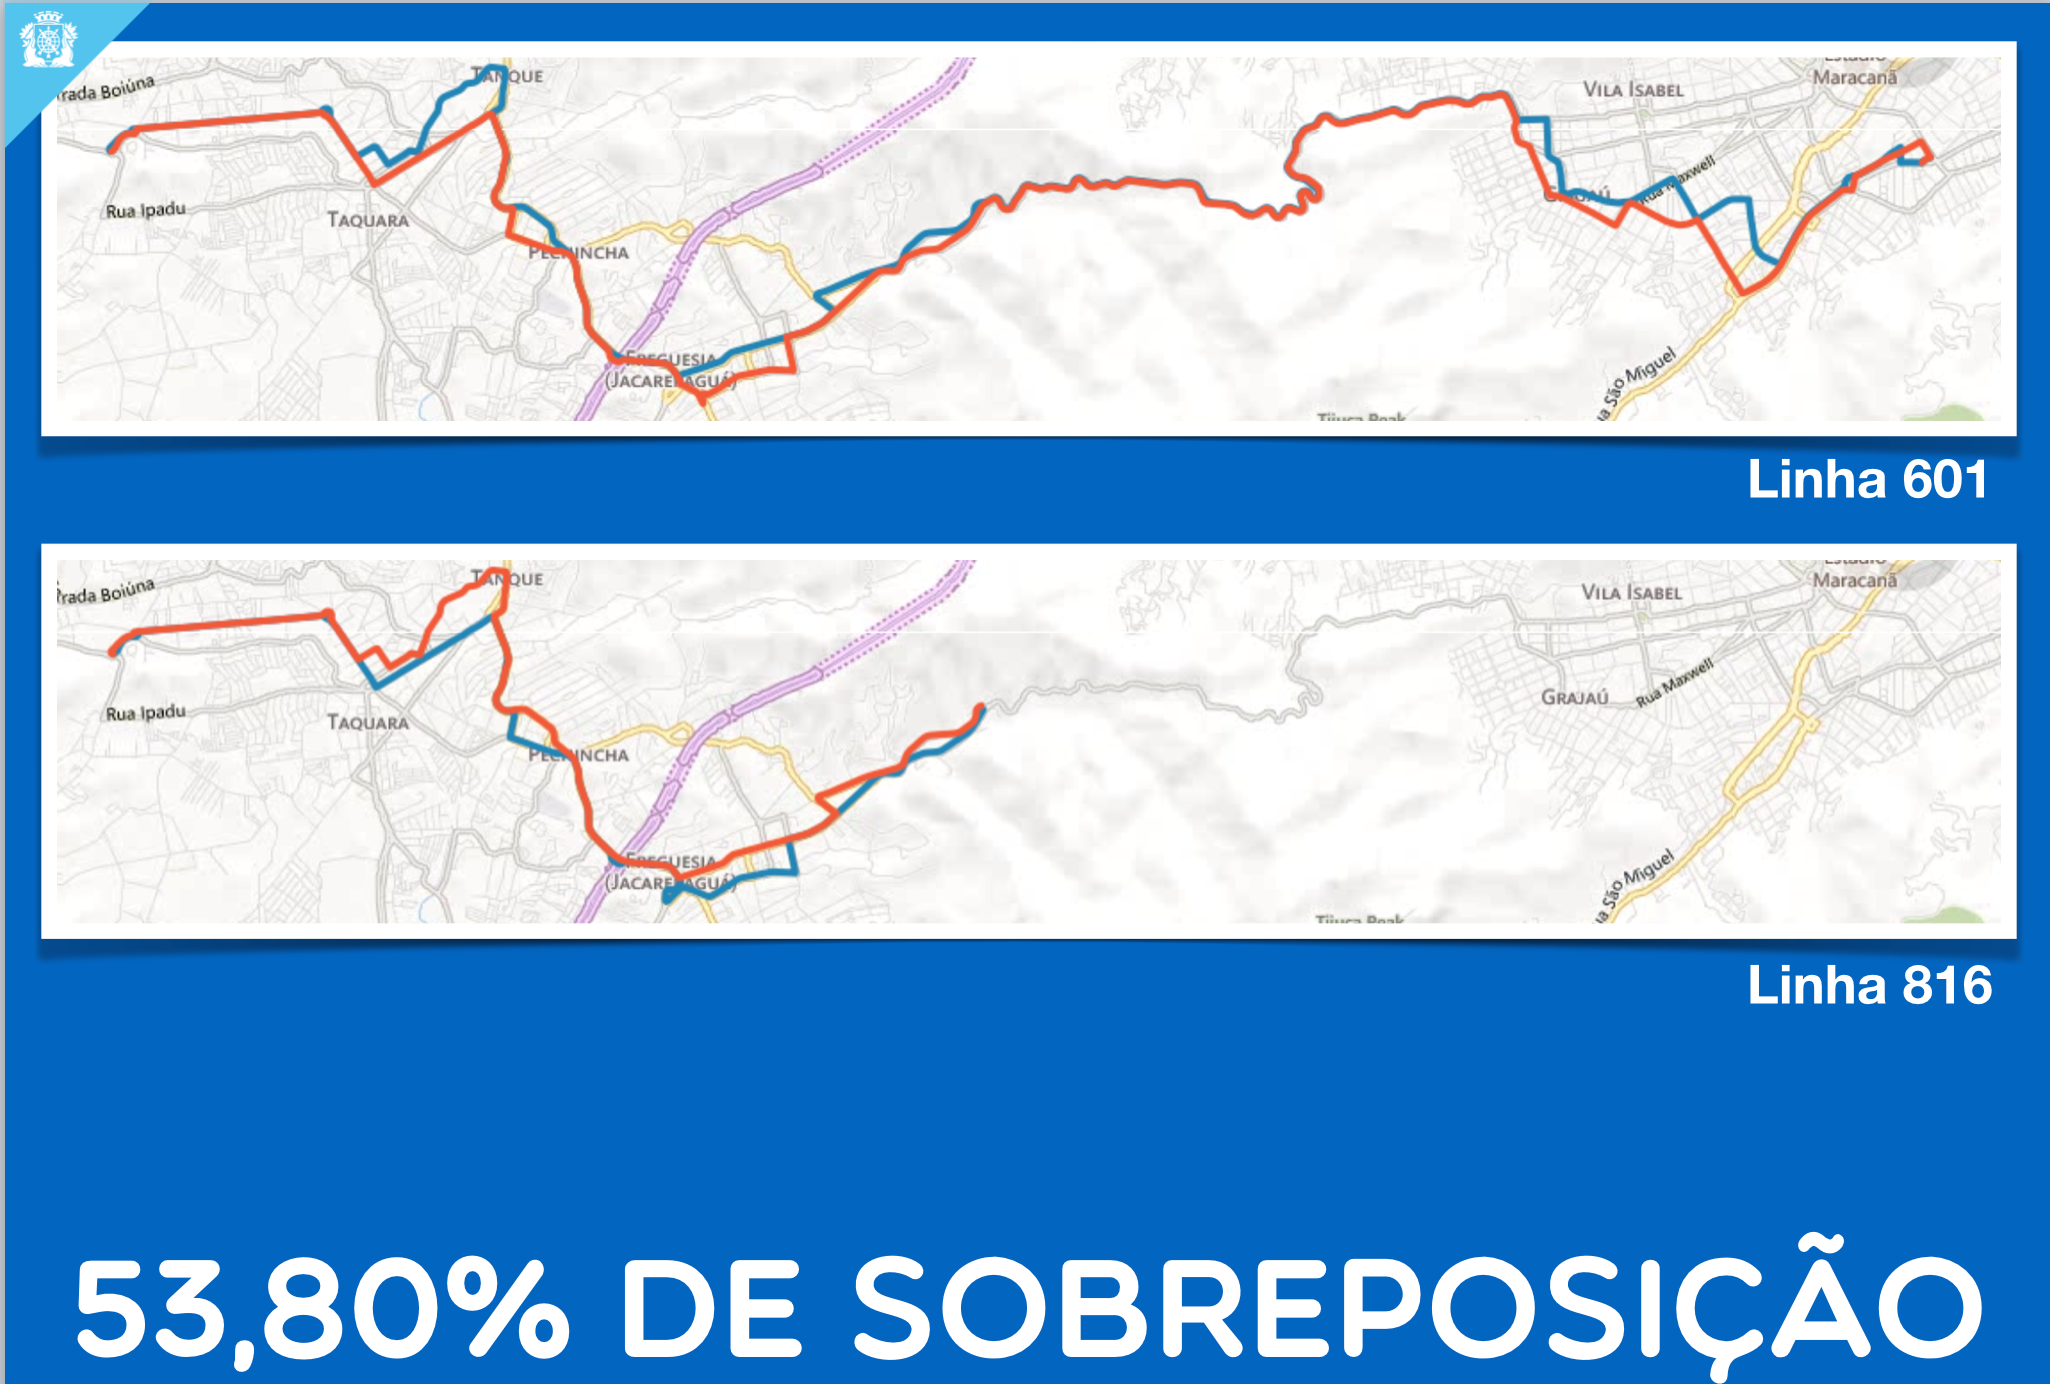 TANQUE
rada Boiúna
VILA ISABEL
Maracanã
Rua Maxwell
Rua Ipadu
TAQUARA
GRAJAÚ
PECHINCHA
FREGUESIA
(JACAREPAGUÁ)
São Miguel
Tijuca Peak
Linha 601
TANQUE
rada Boiúna
VILA ISABEL
Maracanã
Rua Maxwell
GRAJAÚ
Rua Ipadu
TAQUARA
PECHINCHA
FREGUESIA
(JACAREPAGUÁ)
São Miguel
Tijuca Peak
Linha 816
53,80% DE SOBREPOSIÇÃO